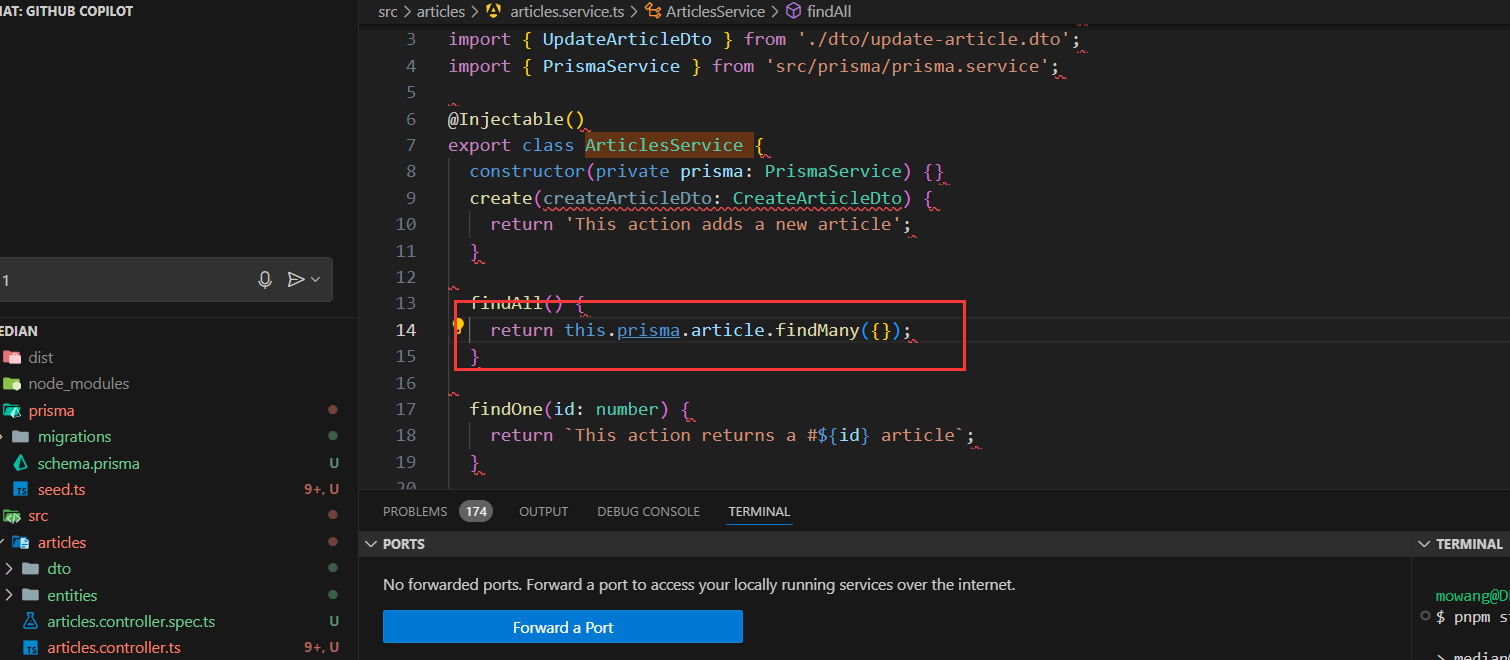 HAT: GITHUB COPILOT
1
EDIAN
dist
node_modules
prisma
migrations
schema.prisma U
seed.ts 9+, U
src
articles
dto
entities
articles.controller.spec.ts U
articles.controller.ts 9+, U
src > articles > articles.service.ts > ArticlesService > findAll
3 import { UpdateArticleDto } from './dto/update-article.dto';
4 import { PrismaService } from 'src/prisma/prisma.service';
5
6 @Injectable()
7 export class ArticlesService {
8 constructor(private prisma: PrismaService) {}
9 create(createArticleDto: CreateArticleDto) {
10 return 'This action adds a new article';
11 }
12
13 findAll() {
14 return this.prisma.article.findMany({});
15 }
16
17 findOne(id: number) {
18 return `This action returns a #${id} article`;
19 }
20
PROBLEMS 174 OUTPUT DEBUG CONSOLE TERMINAL
PORTS
No forwarded ports. Forward a port to access your locally running services over the internet.
Forward a Port
TERMINAL
mowang@D
$ pnpm s
> median